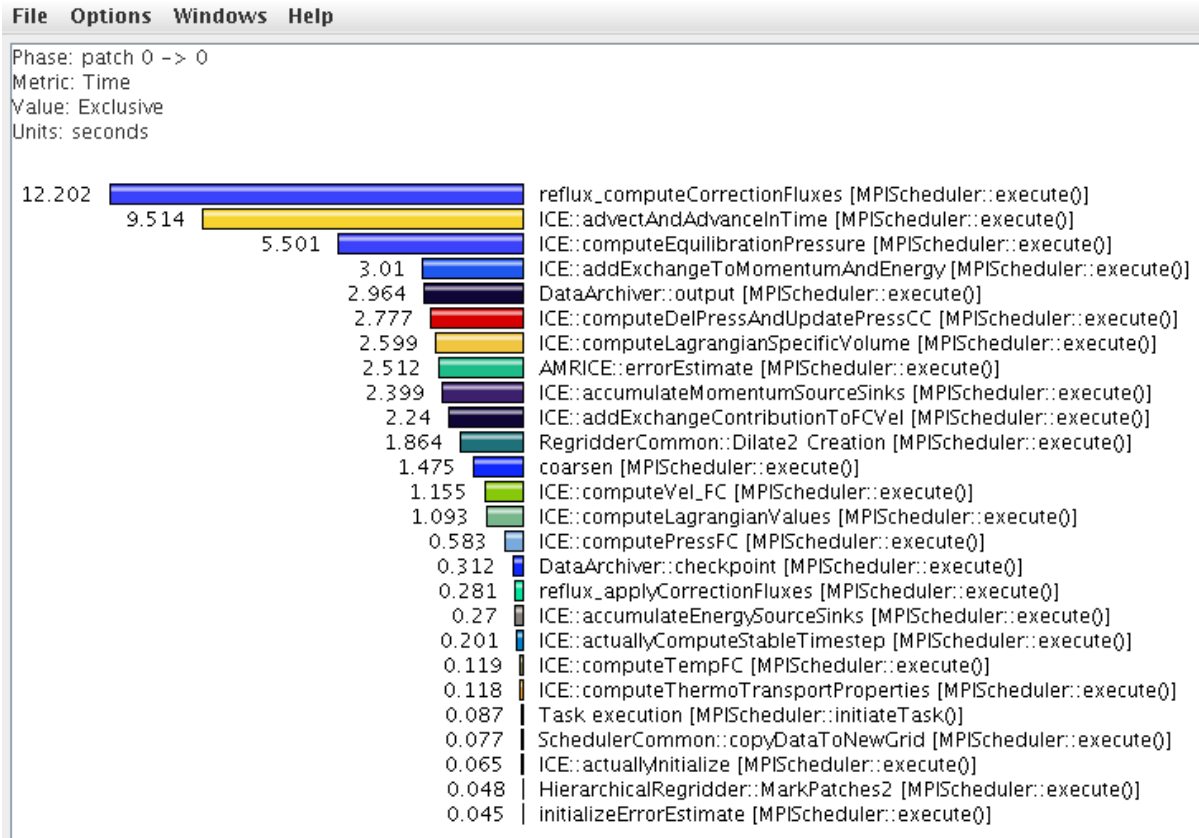 File Options Windows Help
Phase: patch 0 -> 0
Metric: Time
Value: Exclusive
Units: seconds
12.202 reflux_computeCorrectionFluxes [MPIScheduler::execute()]
9.514 ICE::advectAndAdvanceInTime [MPIScheduler::execute()]
5.501 ICE::computeEquilibrationPressure [MPIScheduler::execute()]
3.01 ICE::addExchangeToMomentumAndEnergy [MPIScheduler::execute()]
2.964 DataArchiver::output [MPIScheduler::execute()]
2.777 ICE::computeDelPressAndUpdatePressCC [MPIScheduler::execute()]
2.599 ICE::computeLagrangianSpecificVolume [MPIScheduler::execute()]
2.512 AMRICE::errorEstimate [MPIScheduler::execute()]
2.399 ICE::accumulateMomentumSourceSinks [MPIScheduler::execute()]
2.24 ICE::addExchangeContributionToFCVel [MPIScheduler::execute()]
1.864 RegridderCommon::Dilate2 Creation [MPIScheduler::execute()]
1.475 coarsen [MPIScheduler::execute()]
1.155 ICE::computeVel_FC [MPIScheduler::execute()]
1.093 ICE::computeLagrangianValues [MPIScheduler::execute()]
0.583 ICE::computePressFC [MPIScheduler::execute()]
0.312 DataArchiver::checkpoint [MPIScheduler::execute()]
0.281 reflux_applyCorrectionFluxes [MPIScheduler::execute()]
0.27 ICE::accumulateEnergySourceSinks [MPIScheduler::execute()]
0.201 ICE::actuallyComputeStableTimestep [MPIScheduler::execute()]
0.119 ICE::computeTempFC [MPIScheduler::execute()]
0.118 ICE::computeThermoTransportProperties [MPIScheduler::execute()]
0.087 Task execution [MPIScheduler::initiateTask()]
0.077 SchedulerCommon::copyDataToNewGrid [MPIScheduler::execute()]
0.065 ICE::actuallyInitialize [MPIScheduler::execute()]
0.048 HierarchicalRegridder::MarkPatches2 [MPIScheduler::execute()]
0.045 initializeErrorEstimate [MPIScheduler::execute()]